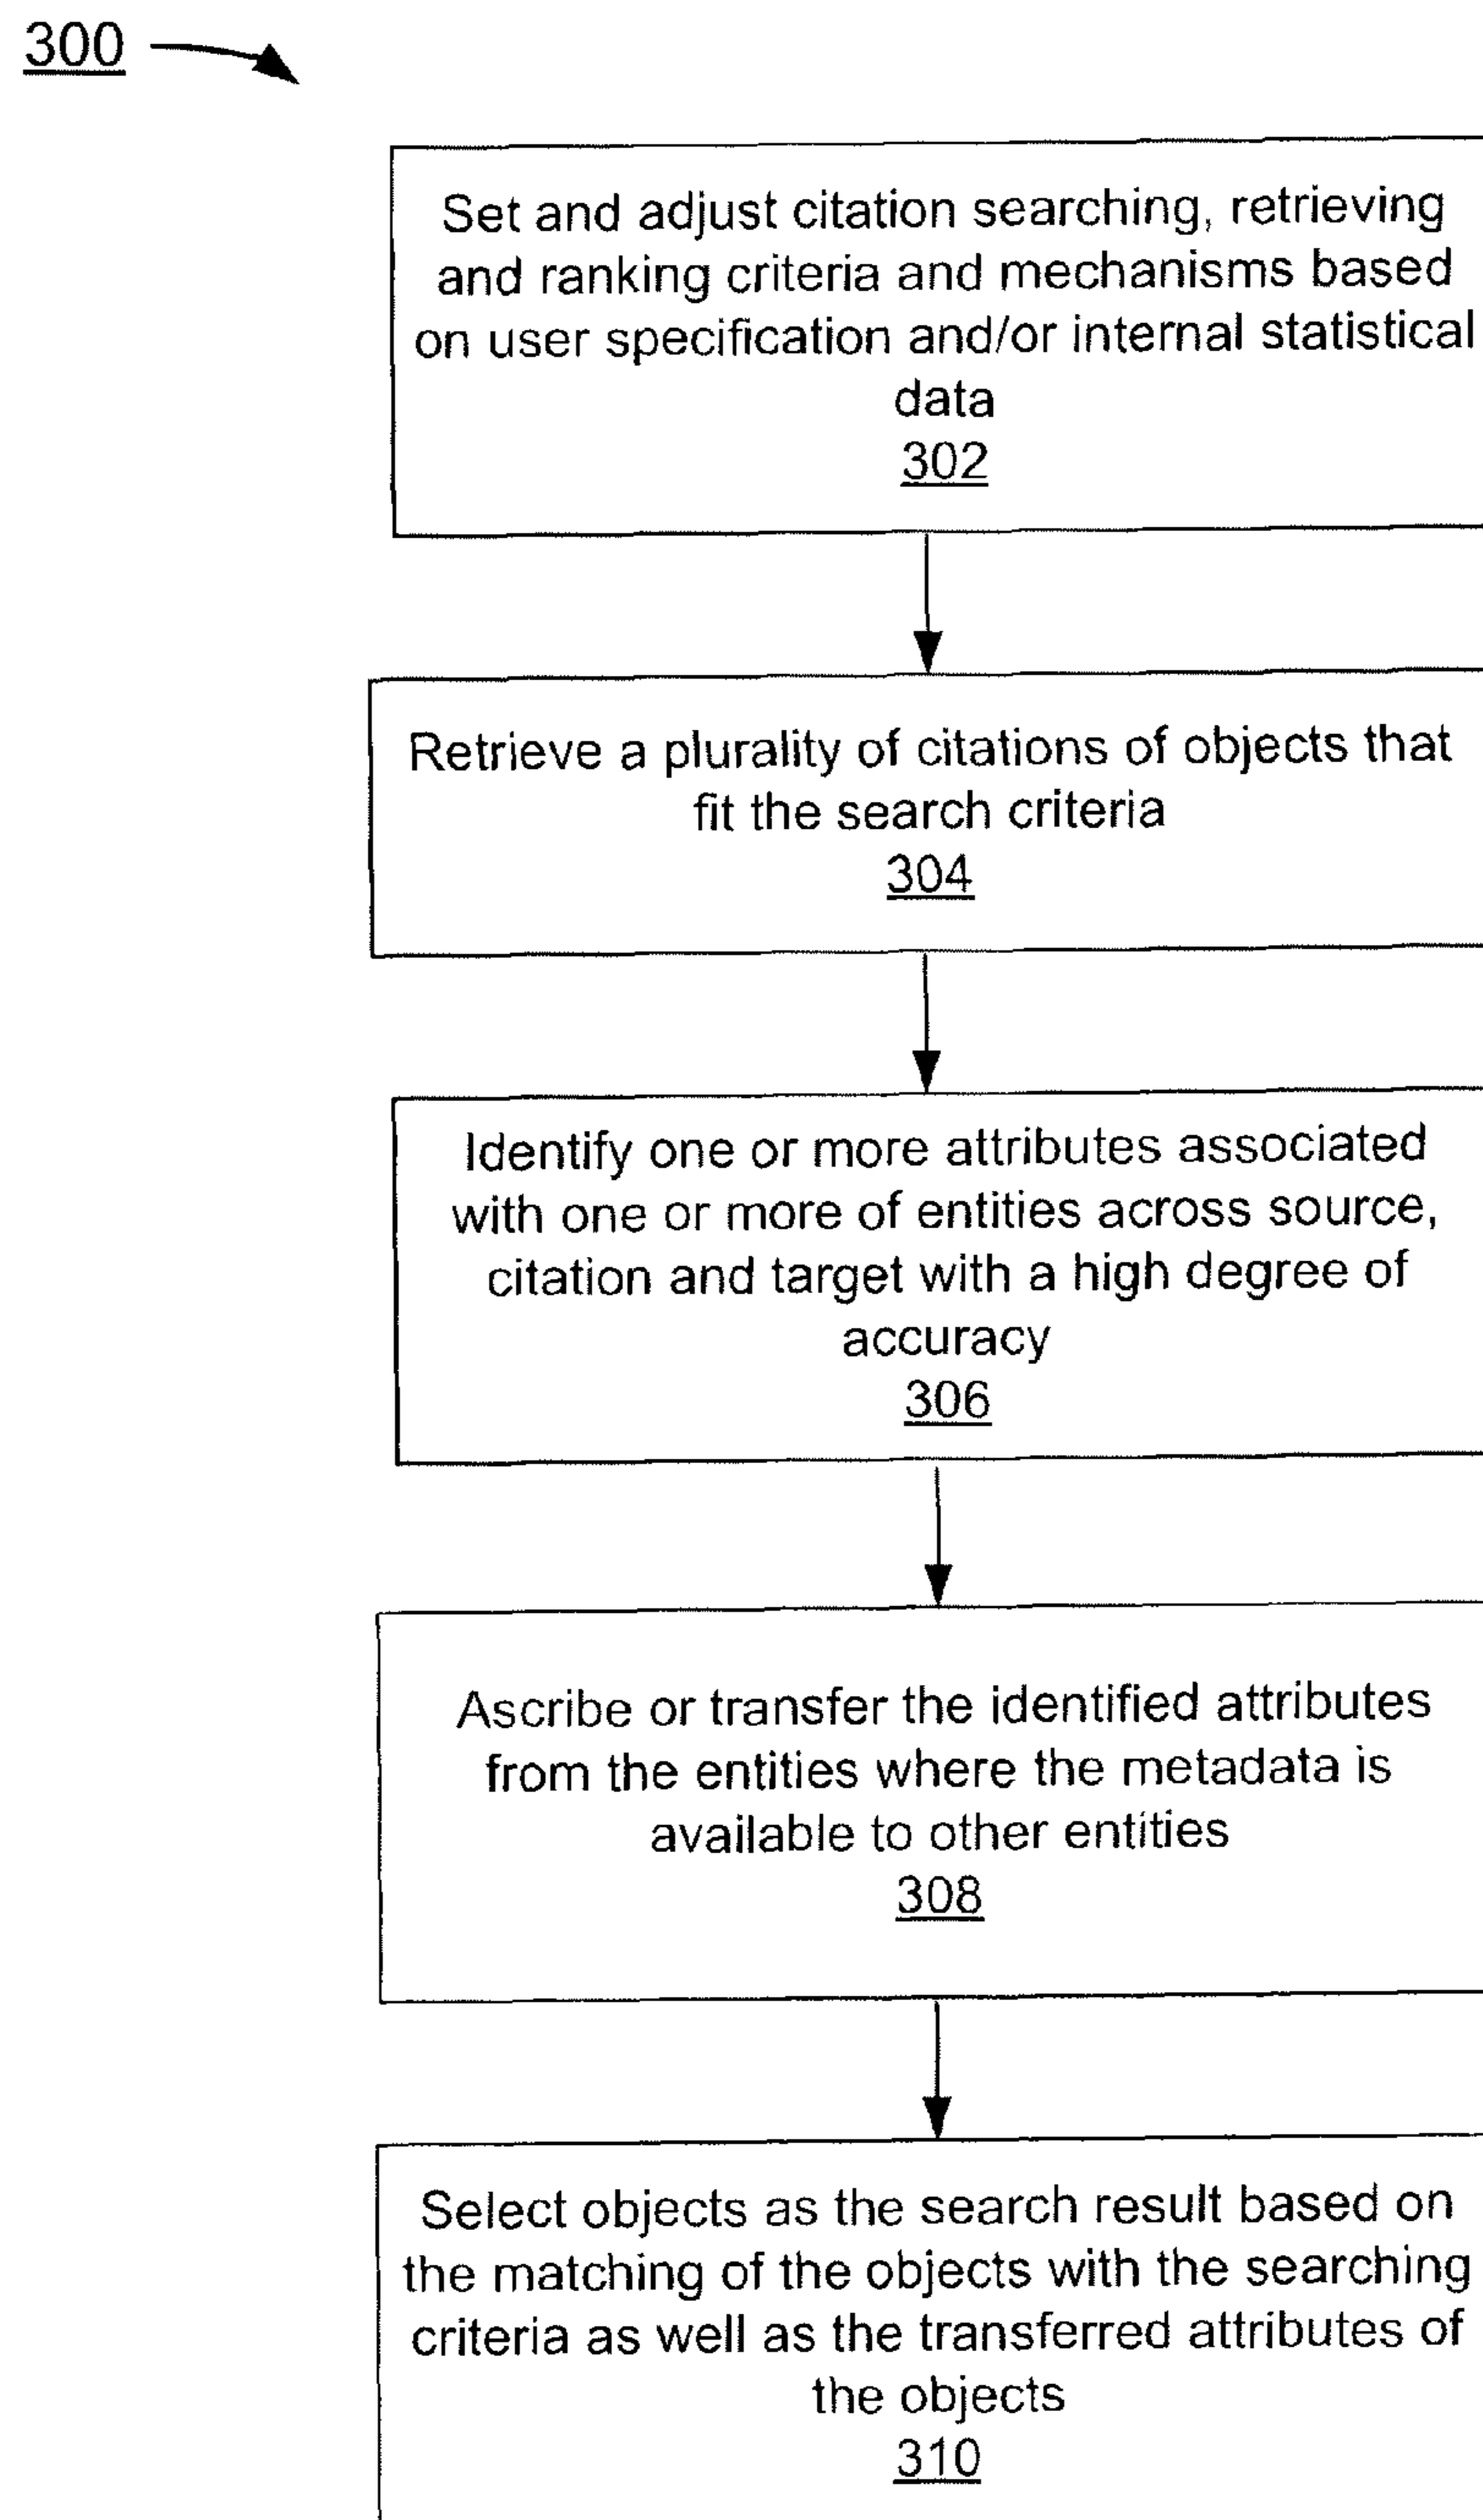 300
Set and adjust citation searching, retrieving
and ranking criteria and mechanisms based
on user specification and/or internal statistical
data
302
Retrieve a plurality of citations of objects that
fit the search criteria
304
Identify one or more attributes associated
with one or more of entities across source,
citation and target with a high degree of
accuracy
306
Ascribe or transfer the identified attributes
from the entities where the metadata is
available to other entities
308
Select objects as the search result based on
the matching of the objects with the searching
criteria as well as the transferred attributes of
the objects
310